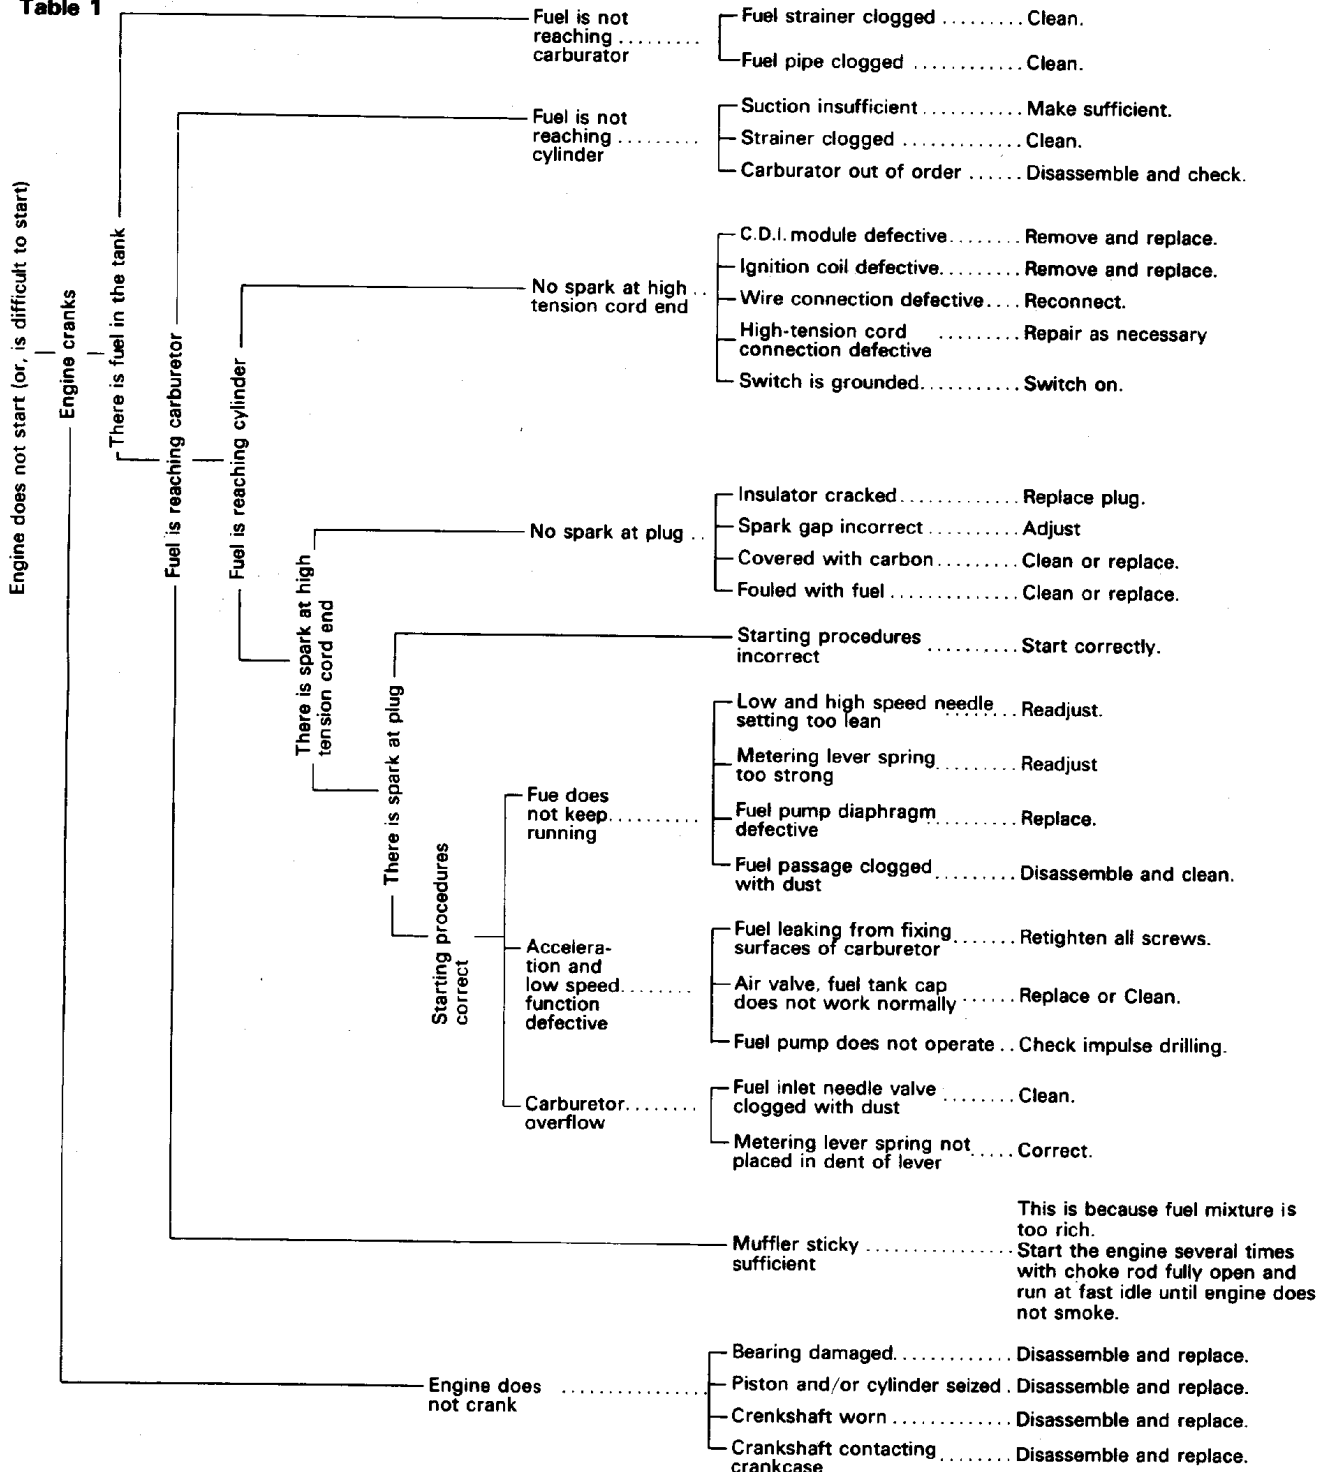 Table 1
Engine does not start (or, is difficult to start)
Engine cranks
There is fuel in the tank
Fuel is reaching carburetor
Fuel is reaching cylinder
There is spark at high
tension cord end
There is spark at plug
Starting procedures
correct
Fuel is not
reaching .........
carburator
Fuel strainer clogged ......... Clean.
Fuel pipe clogged ............ Clean.
Fuel is not
reaching .........
cylinder
Suction insufficient ........... Make sufficient.
Strainer clogged ............. Clean.
Carburator out of order ...... Disassemble and check.
No spark at high ..
tension cord end
C.D.I. module defective........ Remove and replace.
Ignition coil defective......... Remove and replace.
Wire connection defective.... Reconnect.
High-tension cord ......... Repair as necessary
connection defective
Switch is grounded.......... Switch on.
No spark at plug ..
Insulator cracked............. Replace plug.
Spark gap incorrect .......... Adjust
Covered with carbon......... Clean or replace.
Fouled with fuel .............. Clean or replace.
Starting procedures .......... Start correctly.
incorrect
Fue does
not keep..........
running
Low and high speed needle ... Readjust.
setting too lean
Metering lever spring ......... Readjust
too strong
Fuel pump diaphragm ......... Replace.
defective
Fuel passage clogged ......... Disassemble and clean.
with dust
Accelera-
tion and
low speed........
function
defective
Fuel leaking from fixing ....... Retighten all screws.
surfaces of carburetor
Air valve, fuel tank cap
does not work normally ...... Replace or Clean.
Fuel pump does not operate .. Check impulse drilling.
Carburetor........
overflow
Fuel inlet needle valve ........ Clean.
clogged with dust
Metering lever spring not ..... Correct.
placed in dent of lever
Muffler sticky ...............
sufficient
This is because fuel mixture is
too rich.
Start the engine several times
with choke rod fully open and
run at fast idle until engine does
not smoke.
Engine does ...............
not crank
Bearing damaged............. Disassemble and replace.
Piston and/or cylinder seized . Disassemble and replace.
Crenkshaft worn ............. Disassemble and replace.
Crankshaft contacting ........ Disassemble and replace.
crankcase